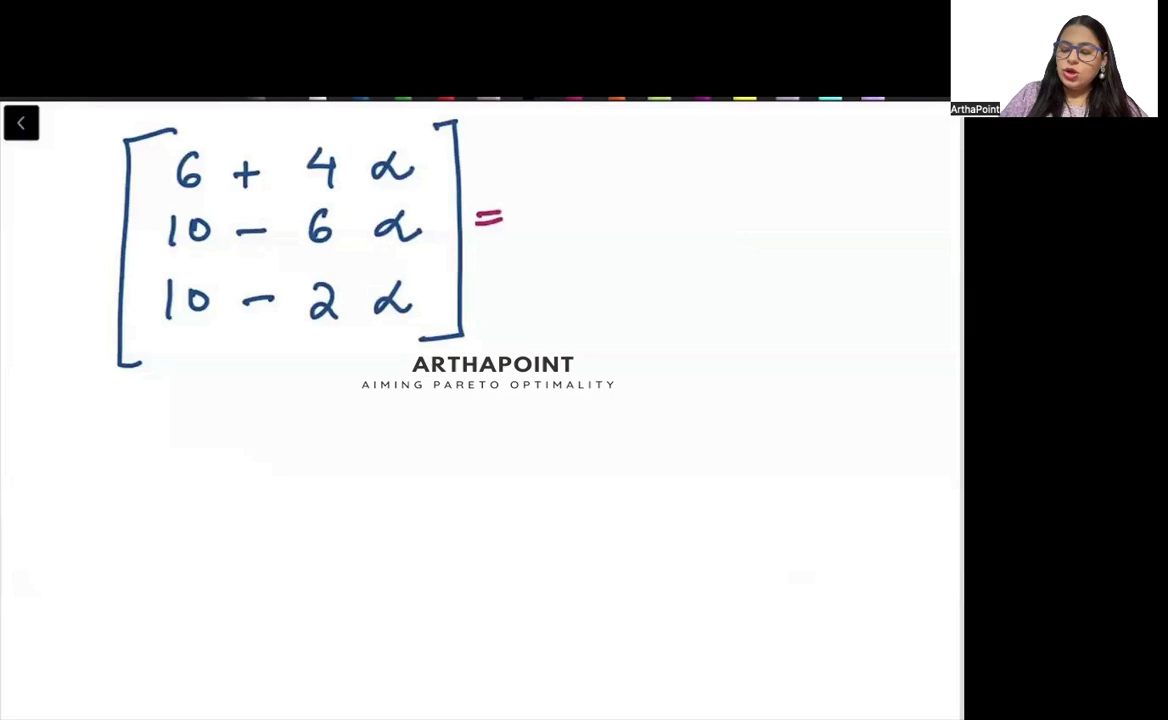 ArthaPoint
6 + 4 α
10 - 6 α =
10 - 2 α
ARTHAPOINT
AIMING PARETO OPTIMALITY